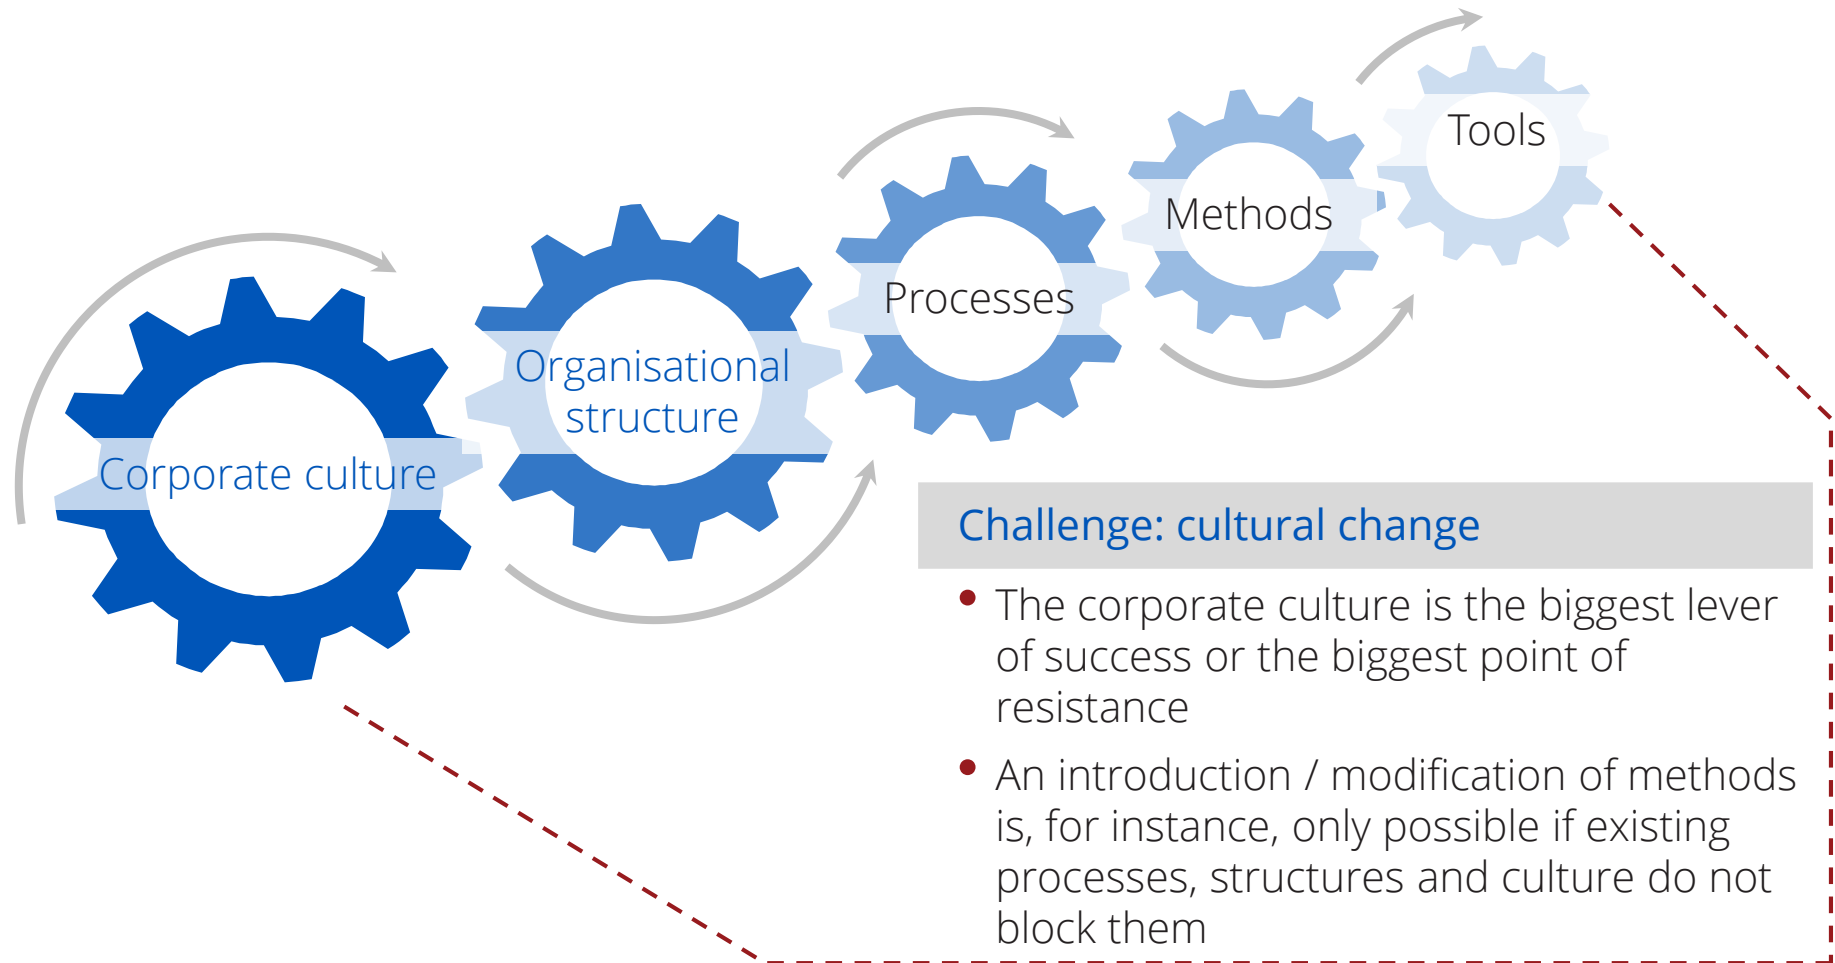 Tools
Methods
Processes
Organisational
structure
Corporate culture
Challenge: cultural change
• The corporate culture is the biggest lever
of success or the biggest point of
resistance
• An introduction / modification of methods
is, for instance, only possible if existing
processes, structures and culture do not
block them